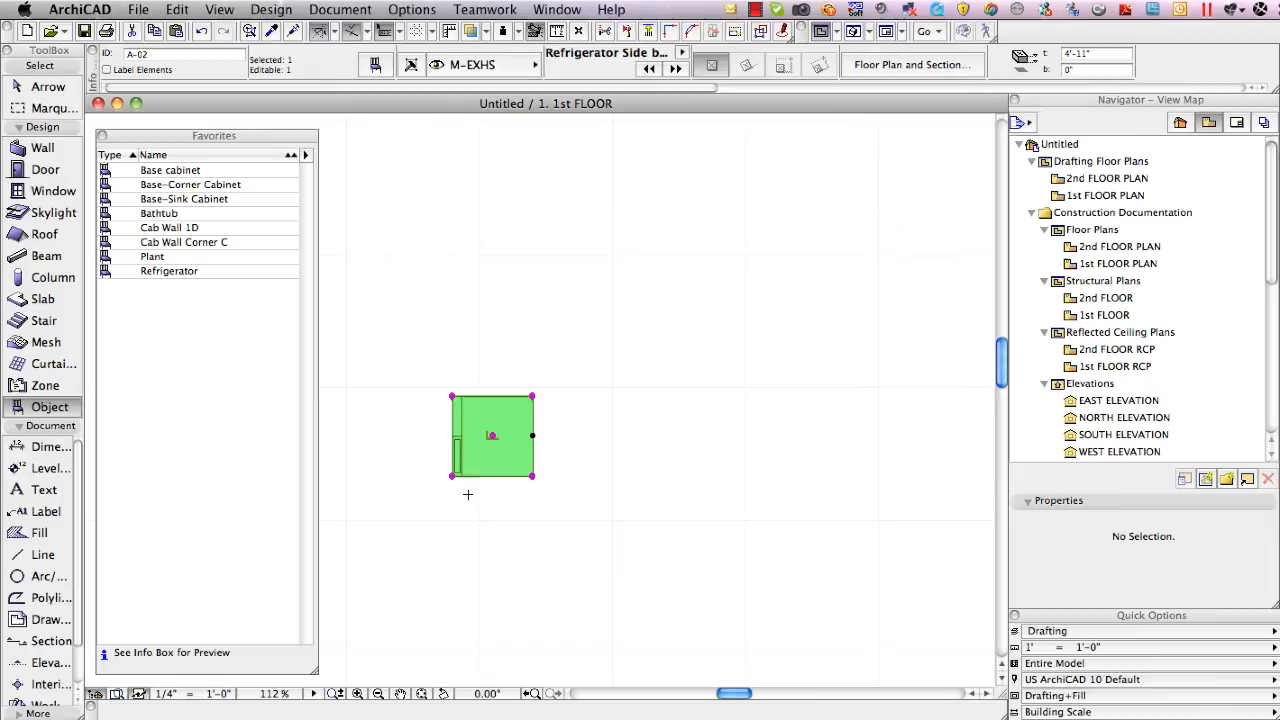 ArchiCAD File Edit View Design Document Options Teamwork Window Help
Go
ID: A-02
Label Elements
Selected: 1
Editable: 1
M-EXHS
Refrigerator Side b...
Floor Plan and Section...
t: 4'-11"
b: 0"
Info
ToolBox
Select
Arrow
Marqu...
Design
Wall
Door
Window
Skylight
Roof
Beam
Column
Slab
Stair
Mesh
Curtai...
Zone
Object
Document
Dime...
Level...
Text
Label
Fill
Line
Arc/...
Polyli...
Draw...
Section
Eleva...
Interi...
More
Untitled / 1. 1st FLOOR
Favorites
Type Name
Base cabinet
Base-Corner Cabinet
Base-Sink Cabinet
Bathtub
Cab Wall 1D
Cab Wall Corner C
Plant
Refrigerator
See Info Box for Preview
1/4" = 1'-0" 112 % 0.00°
Navigator - View Map
Untitled
Drafting Floor Plans
2nd FLOOR PLAN
1st FLOOR PLAN
Construction Documentation
Floor Plans
2nd FLOOR PLAN
1st FLOOR PLAN
Structural Plans
2nd FLOOR
1st FLOOR
Reflected Ceiling Plans
2nd FLOOR RCP
1st FLOOR RCP
Elevations
EAST ELEVATION
NORTH ELEVATION
SOUTH ELEVATION
WEST ELEVATION
Properties
No Selection.
Quick Options
Drafting
1' = 1'-0"
Entire Model
US ArchiCAD 10 Default
Drafting+Fill
Building Scale